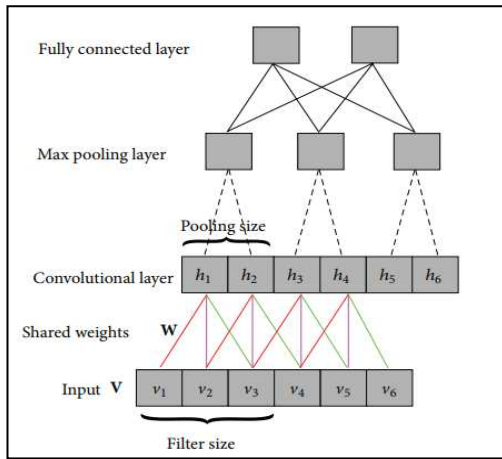 Fully connected layer
Max pooling layer
Pooling size
Convolutional layer h₁ h₂ h₃ h₄ h₅ h₆
Shared weights W
Input V v₁ v₂ v₃ v₄ v₅ v₆
Filter size